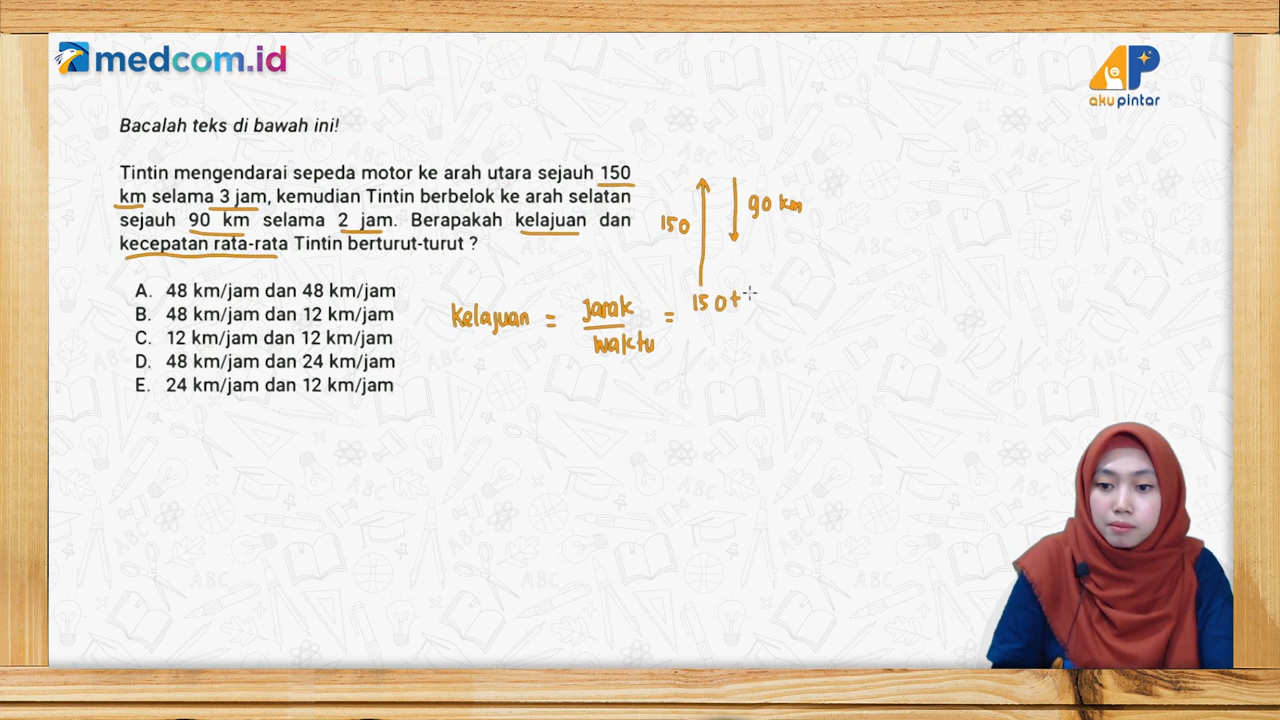 medcom.id
AP
aku pintar
Bacalah teks di bawah ini!
Tintin mengendarai sepeda motor ke arah utara sejauh 150
km selama 3 jam, kemudian Tintin berbelok ke arah selatan
sejauh 90 km selama 2 jam. Berapakah kelajuan dan
kecepatan rata-rata Tintin berturut-turut ?
A. 48 km/jam dan 48 km/jam
B. 48 km/jam dan 12 km/jam
C. 12 km/jam dan 12 km/jam
D. 48 km/jam dan 24 km/jam
E. 24 km/jam dan 12 km/jam
150
90 km
Kelajuan = jarak
waktu
= 150 +